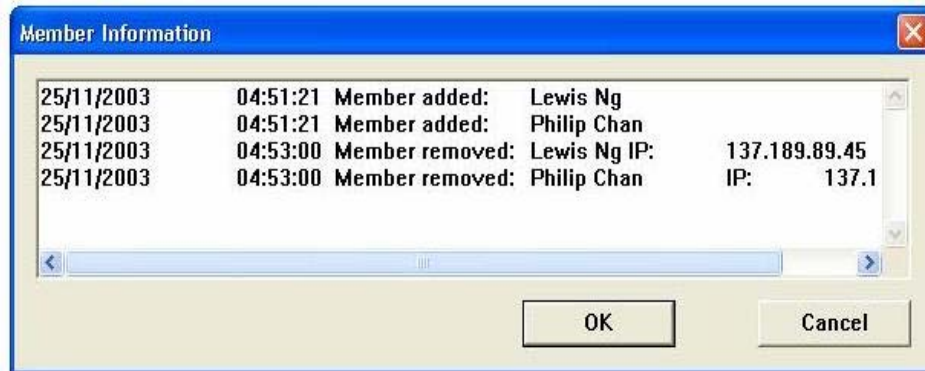 Member Information
25/11/2003 04:51:21 Member added: Lewis Ng
25/11/2003 04:51:21 Member added: Philip Chan
25/11/2003 04:53:00 Member removed: Lewis Ng IP: 137.189.89.45
25/11/2003 04:53:00 Member removed: Philip Chan IP: 137.1
OK Cancel